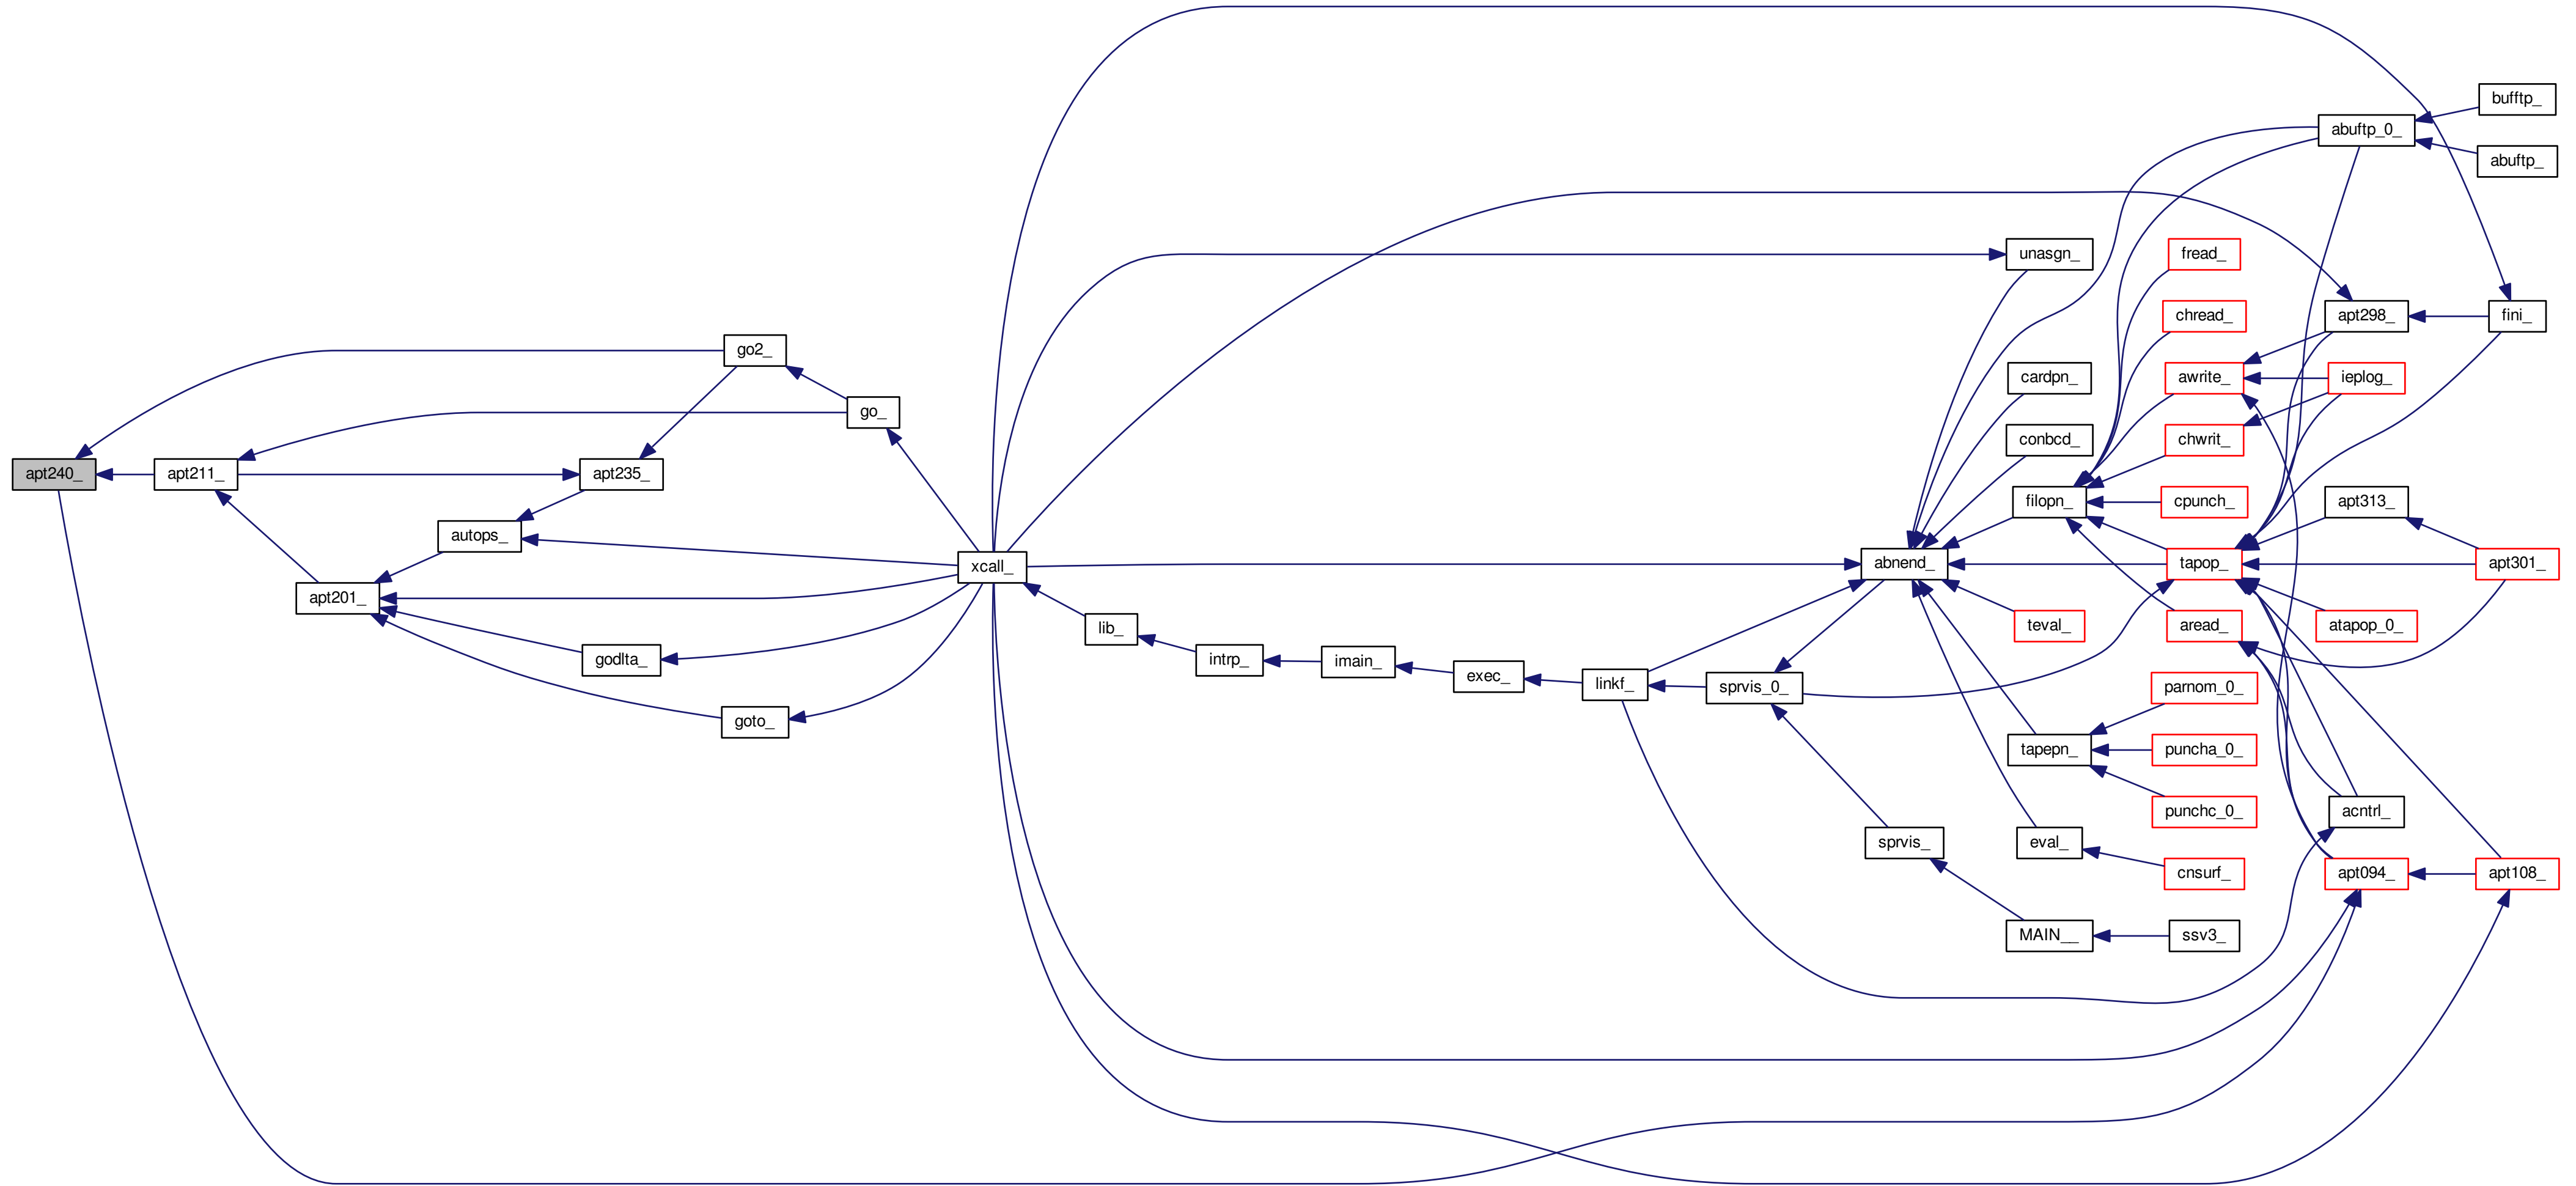 bufftp_
abuftp_0_
abuftp_
unasgn_
fread_
chread_
apt298_
fini_
go2_
cardpn_
awrite_
ieplog_
go_
conbcd_
chwrit_
apt240_
apt211_
apt235_
filopn_
cpunch_
apt313_
autops_
xcall_
abnend_
tapop_
apt301_
apt201_
lib_
teval_
aread_
atapop_0_
godlta_
intrp_
imain_
exec_
linkf_
sprvis_0_
parnom_0_
goto_
tapepn_
puncha_0_
punchc_0_
acntrl_
sprvis_
eval_
cnsurf_
apt094_
apt108_
MAIN__
ssv3_